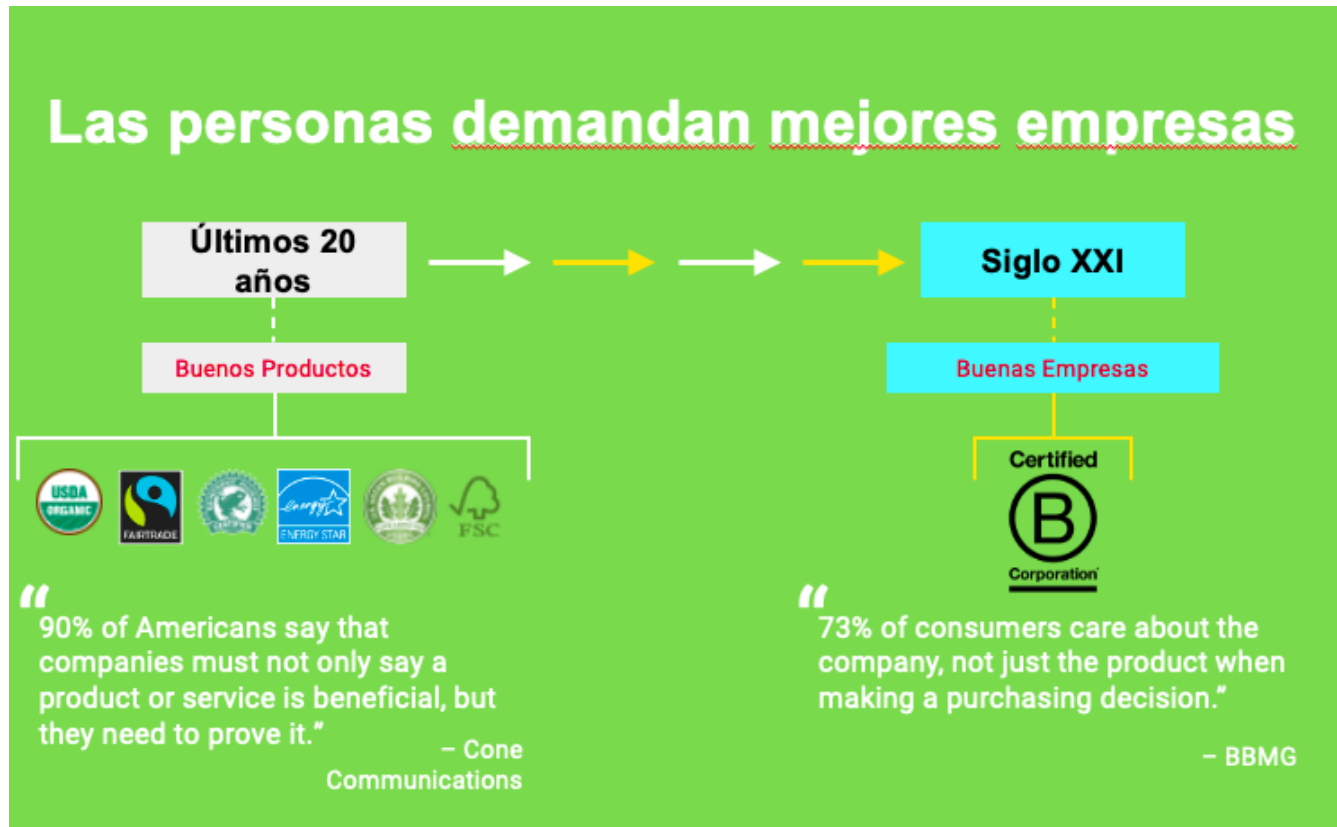 Las personas demandan mejores empresas
Últimos 20
años
Siglo XXI
Buenos Productos
Buenas Empresas
USDA
ORGANIC
FAIRTRADE
energy
ENERGY STAR
FSC
Certified
B
Corporation
“
90% of Americans say that
companies must not only say a
product or service is beneficial, but
they need to prove it.”
– Cone
Communications
“
73% of consumers care about the
company, not just the product when
making a purchasing decision.”
– BBMG